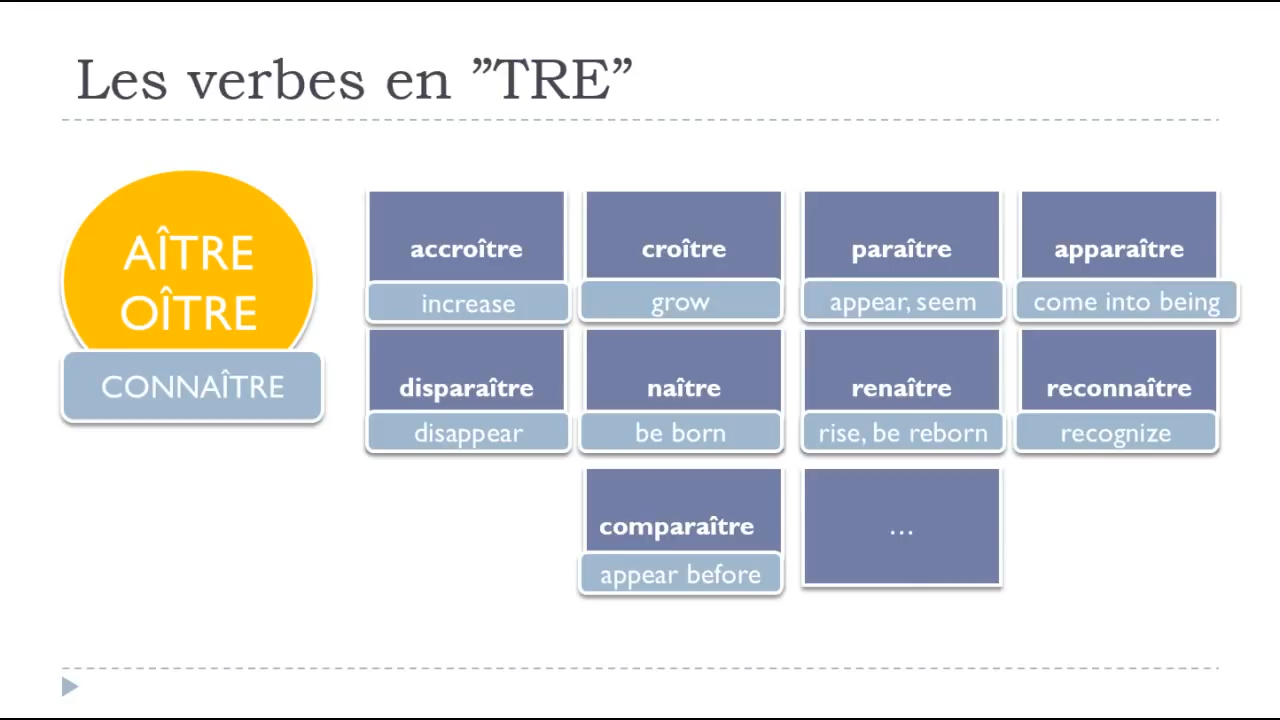 Les verbes en ”TRE”
AÎTRE
OÎTRE
CONNAÎTRE
accroître
increase
croître
grow
paraître
appear, seem
apparaître
come into being
disparaître
disappear
naître
be born
renaître
rise, be reborn
reconnaître
recognize
comparaître
appear before
...